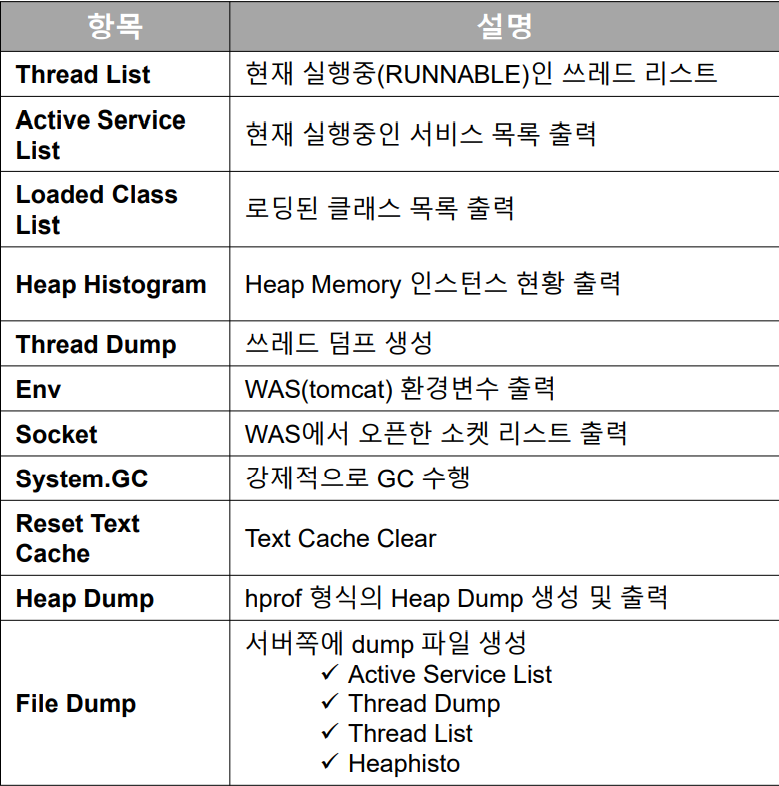 항목 설명
Thread List 현재 실행중(RUNNABLE)인 쓰레드 리스트
Active Service
List
현재 실행중인 서비스 목록 출력
Loaded Class
List
로딩된 클래스 목록 출력
Heap Histogram Heap Memory 인스턴스 현황 출력
Thread Dump 쓰레드 덤프 생성
Env WAS(tomcat) 환경변수 출력
Socket WAS에서 오픈한 소켓 리스트 출력
System.GC 강제적으로 GC 수행
Reset Text
Cache
Text Cache Clear
Heap Dump hprof 형식의 Heap Dump 생성 및 출력
File Dump
서버쪽에 dump 파일 생성
✓ Active Service List
✓ Thread Dump
✓ Thread List
✓ Heaphisto